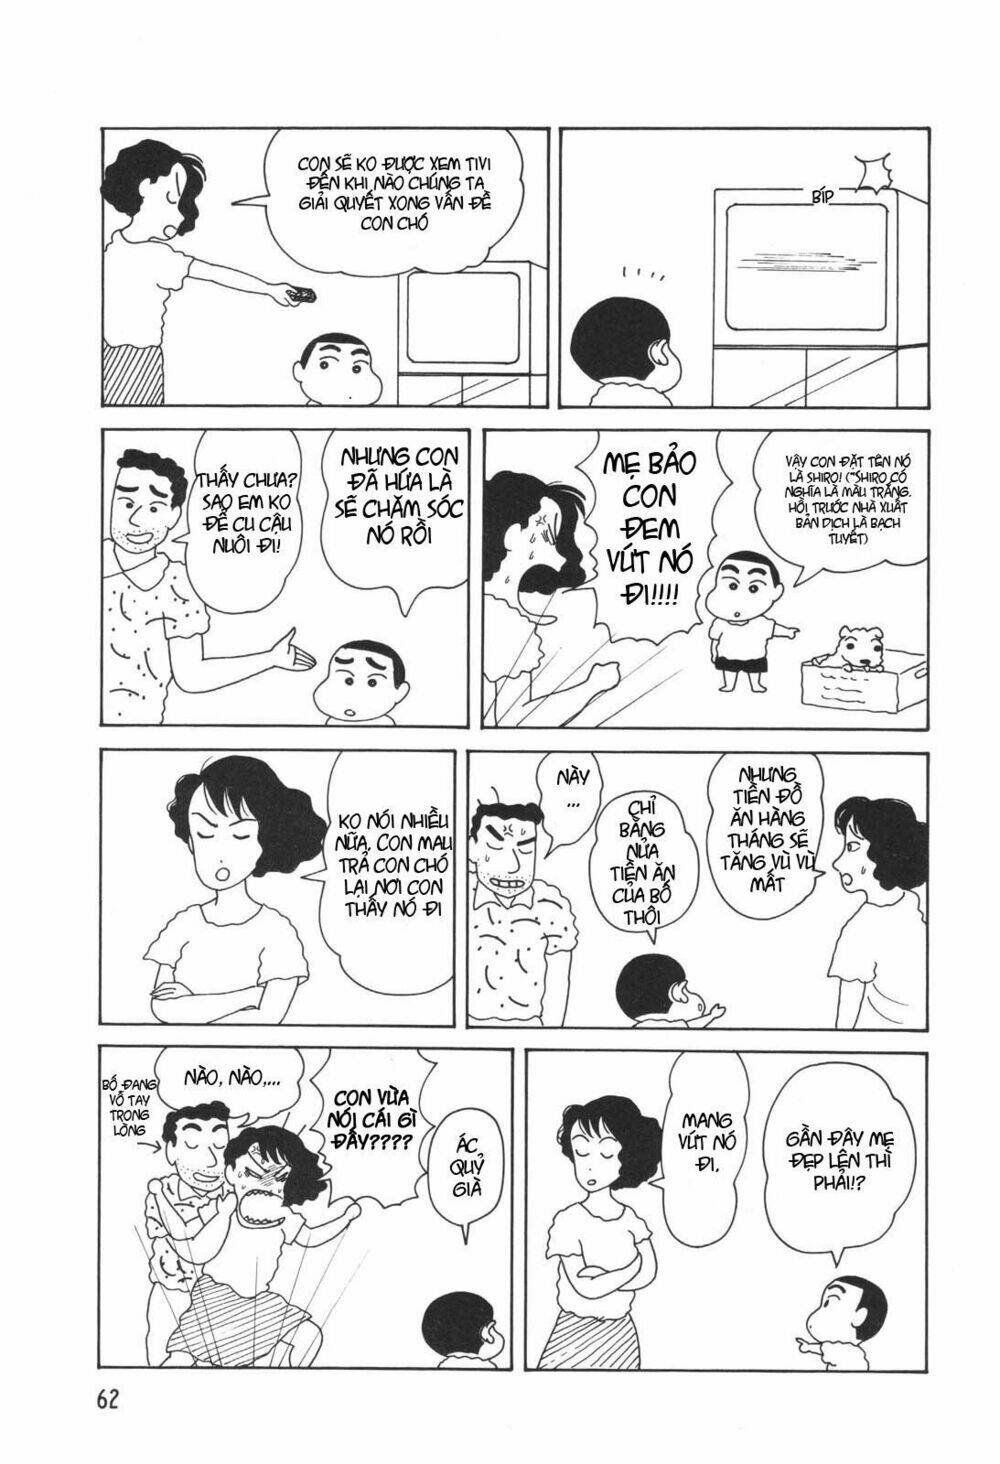 BÍP
CON SẼ KO ĐƯỢC XEM TIVI
ĐẾN KHI NÀO CHÚNG TA
GIẢI QUYẾT XONG VẤN ĐỀ
CON CHÓ
VẬY CON ĐẶT TÊN NÓ
LÀ SHIRO! ("SHIRO CÓ
NGHĨA LÀ MÀU TRẮNG.
HỒI TRƯỚC NHÀ XUẤT
BẢN DỊCH LÀ BẠCH
TUYẾT)
MẸ BẢO
CON
ĐEM
VỨT NÓ
ĐI!!!!
NHƯNG CON
ĐÃ HỨA LÀ
SẼ CHĂM SÓC
NÓ RỒI
THẤY CHƯA?
SAO EM KO
ĐỂ CU CẬU
NUÔI ĐI!
NHƯNG
TIỀN ĐỒ
ĂN HÀNG
THÁNG SẼ
TĂNG VÙ VÙ
MẤT
CHỈ
BẰNG
NỬA
TIỀN ĂN
CỦA BỐ
THÔI
NÀY
...
KO NÓI NHIỀU
NỮA, CON MAU
TRẢ CON CHÓ
LẠI NƠI CON
THẤY NÓ ĐI
GẦN ĐÂY MẸ
ĐẸP LÊN THÌ
PHẢI!?
MANG
VỨT NÓ
ĐI,
ÁC
QUỶ
GIÀ
CON VỪA
NÓI CÁI GÌ
ĐẤY????
NÀO, NÀO,...
BỐ ĐANG
VỖ TAY
TRONG
LÒNG
62